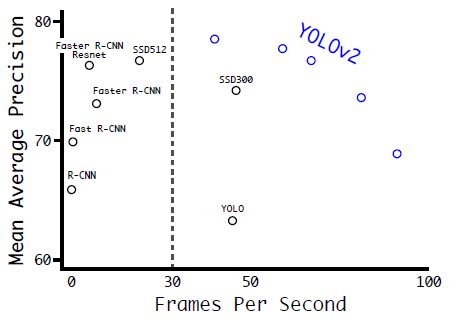 Mean Average Precision
80
70
60
Faster R-CNN
Resnet
SSD512
Faster R-CNN
Fast R-CNN
R-CNN
SSD300
YOLO
YOLOv2
0
30
50
100
Frames Per Second